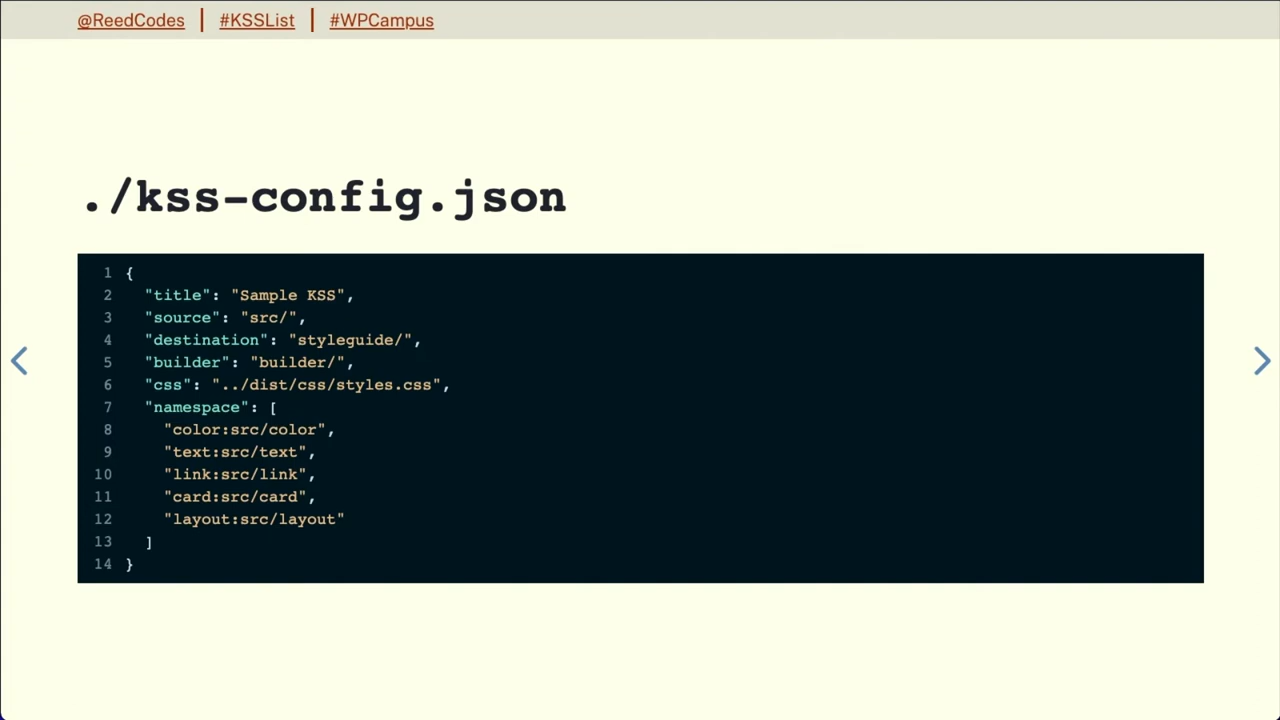 @ReedCodes | #KSSList | #WPCampus
./kss-config.json
1 {
2   "title": "Sample KSS",
3   "source": "src/",
4   "destination": "styleguide/",
5   "builder": "builder/",
6   "css": "../dist/css/styles.css",
7   "namespace": [
8     "color:src/color",
9     "text:src/text",
10     "link:src/link",
11     "card:src/card",
12     "layout:src/layout"
13   ]
14 }